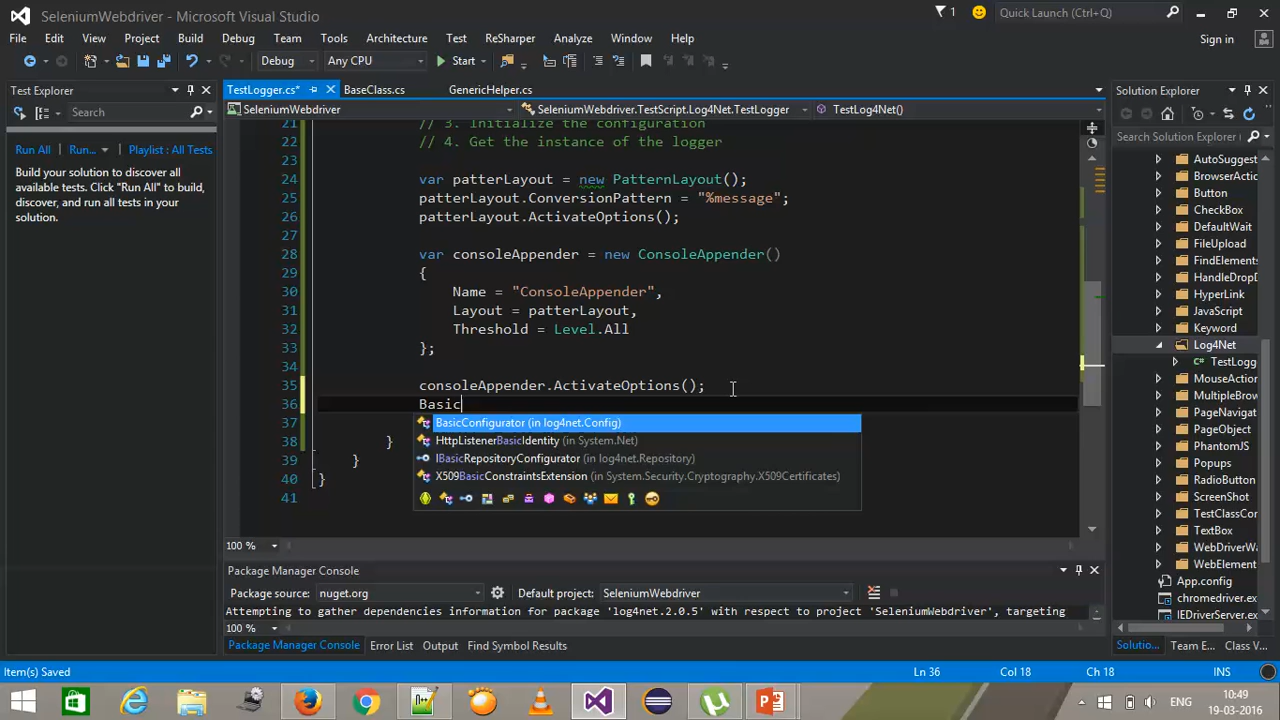 SeleniumWebdriver - Microsoft Visual Studio
1
Quick Launch (Ctrl+Q)
File Edit View Project Build Debug Team Tools Architecture Test ReSharper Analyze Window Help
Sign in
Debug Any CPU Start
Test Explorer
Search
Run All Run... Playlist : All Tests
Build your solution to discover all
available tests. Click "Run All" to build,
discover, and run all tests in your
solution.
TestLogger.cs* BaseClass.cs GenericHelper.cs
SeleniumWebdriver SeleniumWebdriver.TestScript.Log4Net.TestLogger TestLog4Net()
21 // 3. Initialize the configuration
22 // 4. Get the instance of the logger
23
24 var patterLayout = new PatternLayout();
25 patterLayout.ConversionPattern = "%message";
26 patterLayout.ActivateOptions();
27
28 var consoleAppender = new ConsoleAppender()
29 {
30 Name = "ConsoleAppender",
31 Layout = patterLayout,
32 Threshold = Level.All
33 };
34
35 consoleAppender.ActivateOptions();
36 Basic
37
38 }
39 }
40 }
41
BasicConfigurator (in log4net.Config)
HttpListenerBasicIdentity (in System.Net)
IBasicRepositoryConfigurator (in log4net.Repository)
X509BasicConstraintsExtension (in System.Security.Cryptography.X509Certificates)
100 %
Package Manager Console
Package source: nuget.org Default project: SeleniumWebdriver
Attempting to gather dependencies information for package 'log4net.2.0.5' with respect to project 'SeleniumWebdriver', targeting
100 %
Package Manager Console Error List Output Find Symbol Results
Solution Explorer
Search Solution Explorer
AutoSuggest
BrowserActio
Button
CheckBox
DefaultWait
FileUpload
FindElements
HandleDropD
HyperLink
JavaScript
Keyword
Log4Net
TestLogg
MouseAction
MultipleBrow
PageNavigat
PageObject
PhantomJS
Popups
RadioButton
ScreenShot
TestClassCon
TextBox
WebDriverWa
WebElement
App.config
chromedriver.ex
IEDriverServer.ex
Solutio... Team E... Class V...
Item(s) Saved Ln 36 Col 18 Ch 18 INS
ENG
10:49
19-03-2016